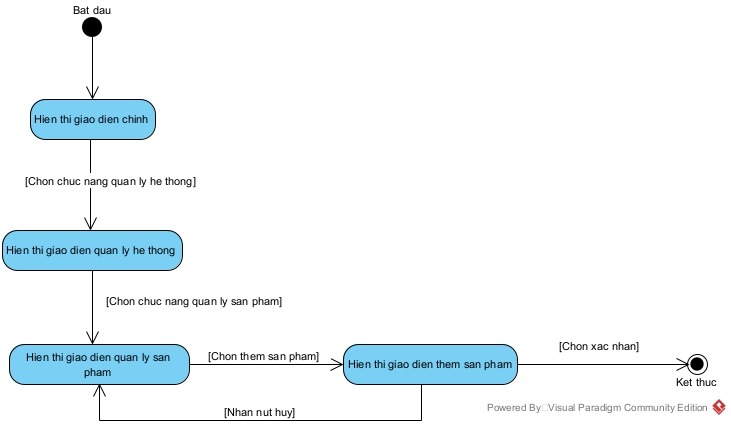 Bat dau
Hien thi giao dien chinh
[Chon chuc nang quan ly he thong]
Hien thi giao dien quan ly he thong
[Chon chuc nang quan ly san pham]
Hien thi giao dien quan ly san
pham
[Chon them san pham]
Hien thi giao dien them san pham
[Chon xac nhan]
Ket thuc
[Nhan nut huy]
Powered By Visual Paradigm Community Edition